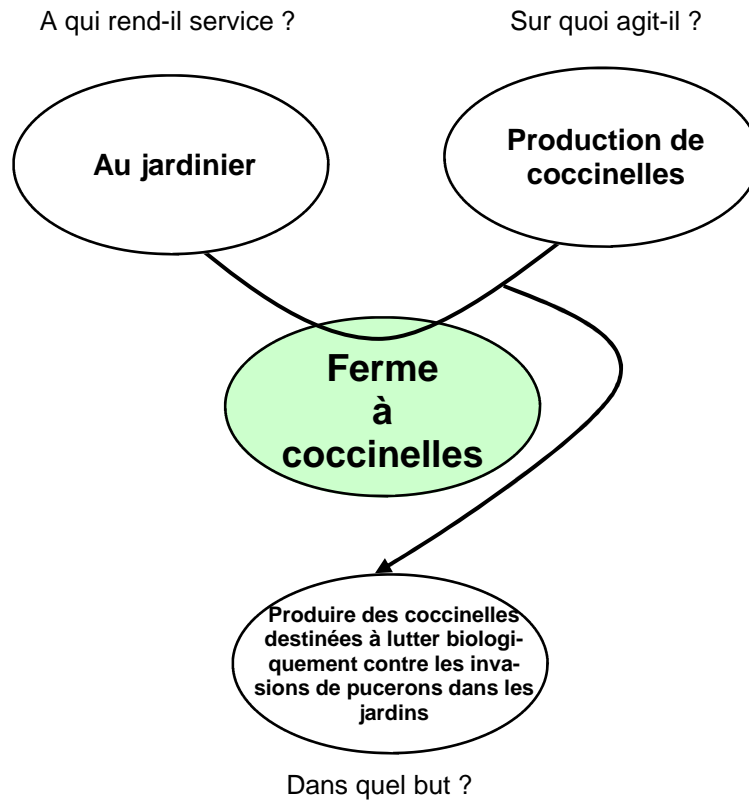 A qui rend-il service ?
Sur quoi agit-il ?
Au jardinier
Production de
coccinelles
Ferme
à
coccinelles
Produire des coccinelles
destinées à lutter biologi-
quement contre les inva-
sions de pucerons dans les
jardins
Dans quel but ?